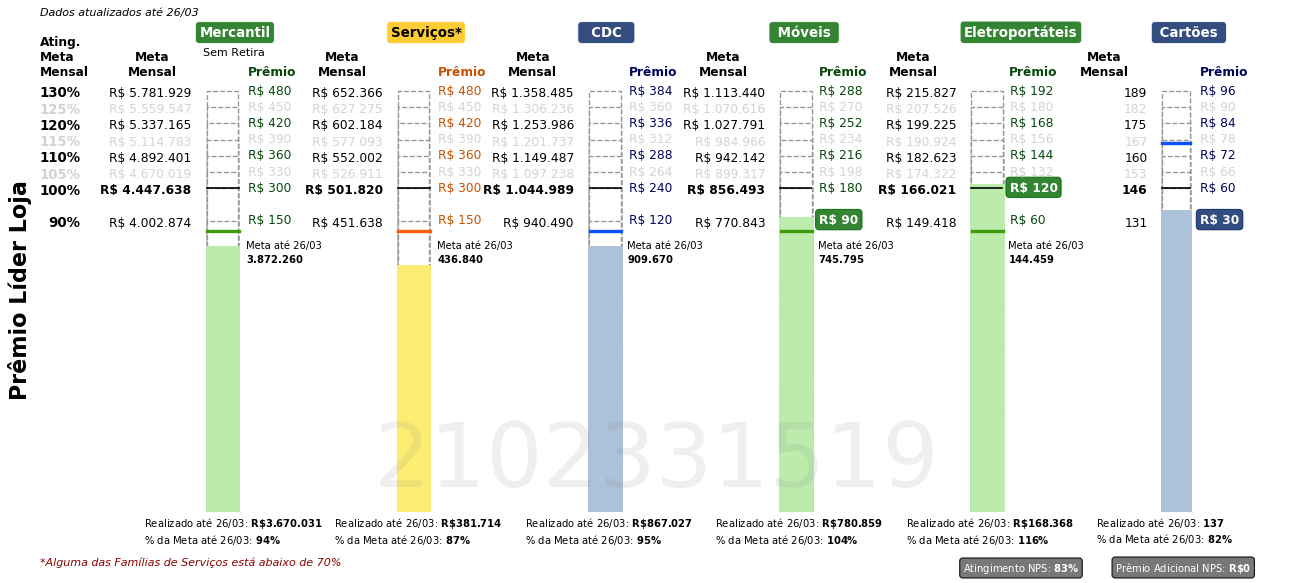 Dados atualizados até 26/03
Mercantil Serviços* CDC Móveis Eletroportáteis Cartões
Sem Retira
Ating. Meta Mensal
Meta Mensal Prêmio Meta Mensal Prêmio Meta Mensal Prêmio Meta Mensal Prêmio Meta Mensal Prêmio Meta Mensal Prêmio
130% R$ 5.781.929 R$ 480 R$ 652.366 R$ 480 R$ 1.358.485 R$ 384 R$ 1.113.440 R$ 288 R$ 215.827 R$ 192 189 R$ 96
125% R$ 5.559.547 R$ 450 R$ 627.275 R$ 450 R$ 1.306.236 R$ 360 R$ 1.070.616 R$ 270 R$ 207.526 R$ 180 182 R$ 90
120% R$ 5.337.165 R$ 420 R$ 602.184 R$ 420 R$ 1.253.986 R$ 336 R$ 1.027.791 R$ 252 R$ 199.225 R$ 168 175 R$ 84
115% R$ 5.114.783 R$ 390 R$ 577.093 R$ 390 R$ 1.201.737 R$ 312 R$ 984.966 R$ 234 R$ 190.924 R$ 156 167 R$ 78
110% R$ 4.892.401 R$ 360 R$ 552.002 R$ 360 R$ 1.149.487 R$ 288 R$ 942.142 R$ 216 R$ 182.623 R$ 144 160 R$ 72
105% R$ 4.670.019 R$ 330 R$ 526.911 R$ 330 R$ 1.097.238 R$ 264 R$ 899.317 R$ 198 R$ 174.322 R$ 132 153 R$ 66
100% R$ 4.447.638 R$ 300 R$ 501.820 R$ 300 R$ 1.044.989 R$ 240 R$ 856.493 R$ 180 R$ 166.021 R$ 120 146 R$ 60
90% R$ 4.002.874 R$ 150 R$ 451.638 R$ 150 R$ 940.490 R$ 120 R$ 770.843 R$ 90 R$ 149.418 R$ 60 131 R$ 30
Meta até 26/03 Meta até 26/03 Meta até 26/03 Meta até 26/03 Meta até 26/03
3.872.260 436.840 909.670 745.795 144.459
Prêmio Líder Loja
2102331519
Realizado até 26/03: R$3.670.031 Realizado até 26/03: R$381.714 Realizado até 26/03: R$867.027 Realizado até 26/03: R$780.859 Realizado até 26/03: R$168.368 Realizado até 26/03: 137
% da Meta até 26/03: 94% % da Meta até 26/03: 87% % da Meta até 26/03: 95% % da Meta até 26/03: 104% % da Meta até 26/03: 116% % da Meta até 26/03: 82%
*Alguma das Famílias de Serviços está abaixo de 70%
Atingimento NPS: 83% Prêmio Adicional NPS: R$0